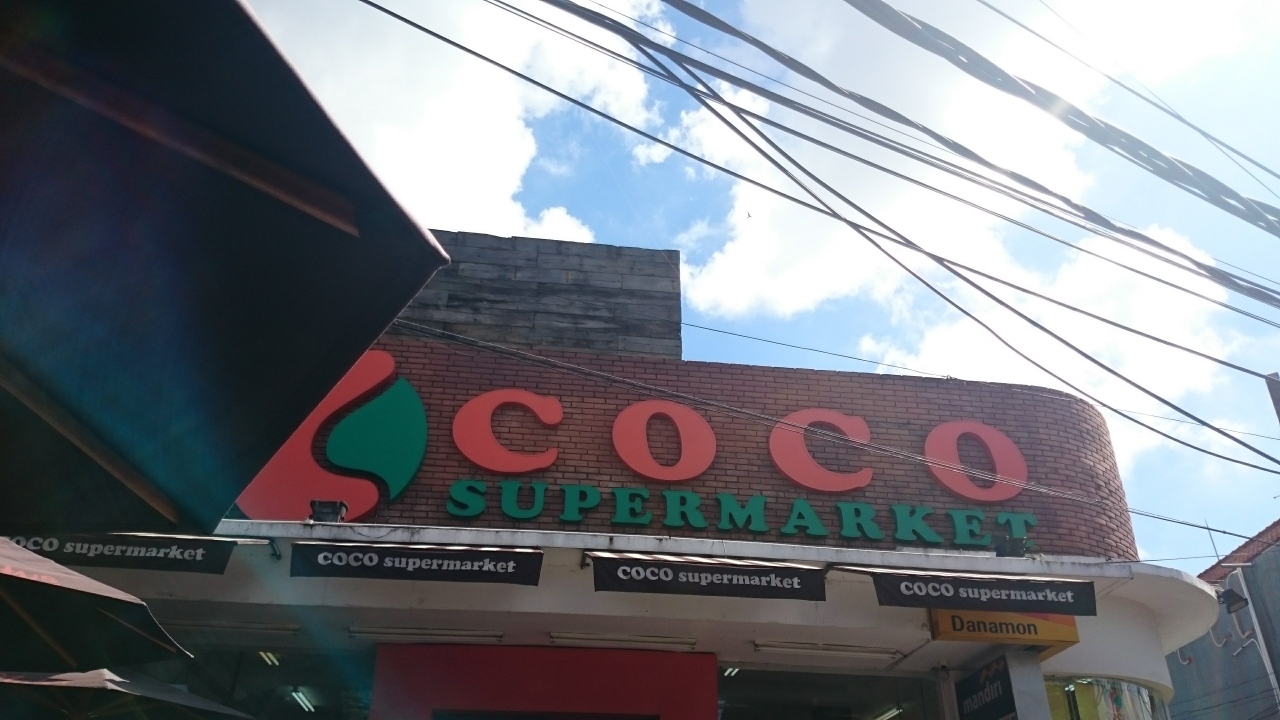 COCO
SUPERMARKET
COCO supermarket
COCO supermarket
COCO supermarket
COCO supermarket
Danamon
mandiri